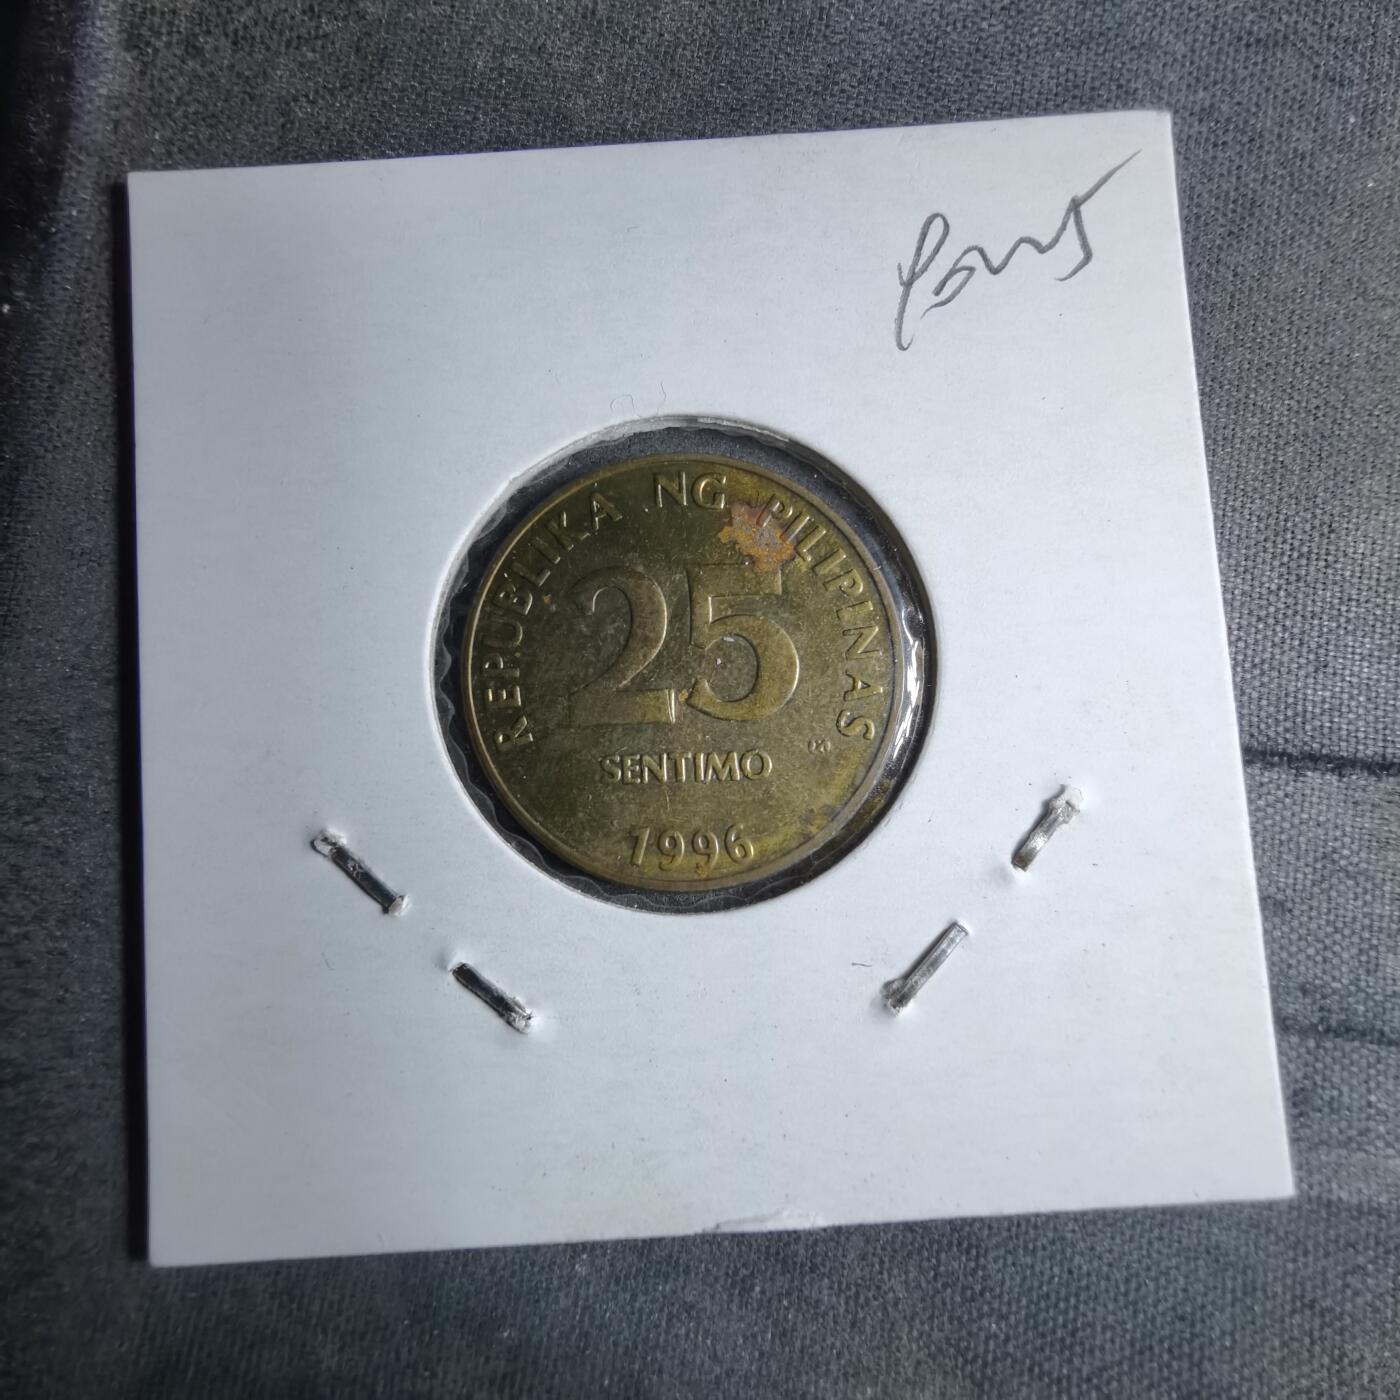 REPUBLIKA NG PILIPINAS
25
SENTIMO
1996